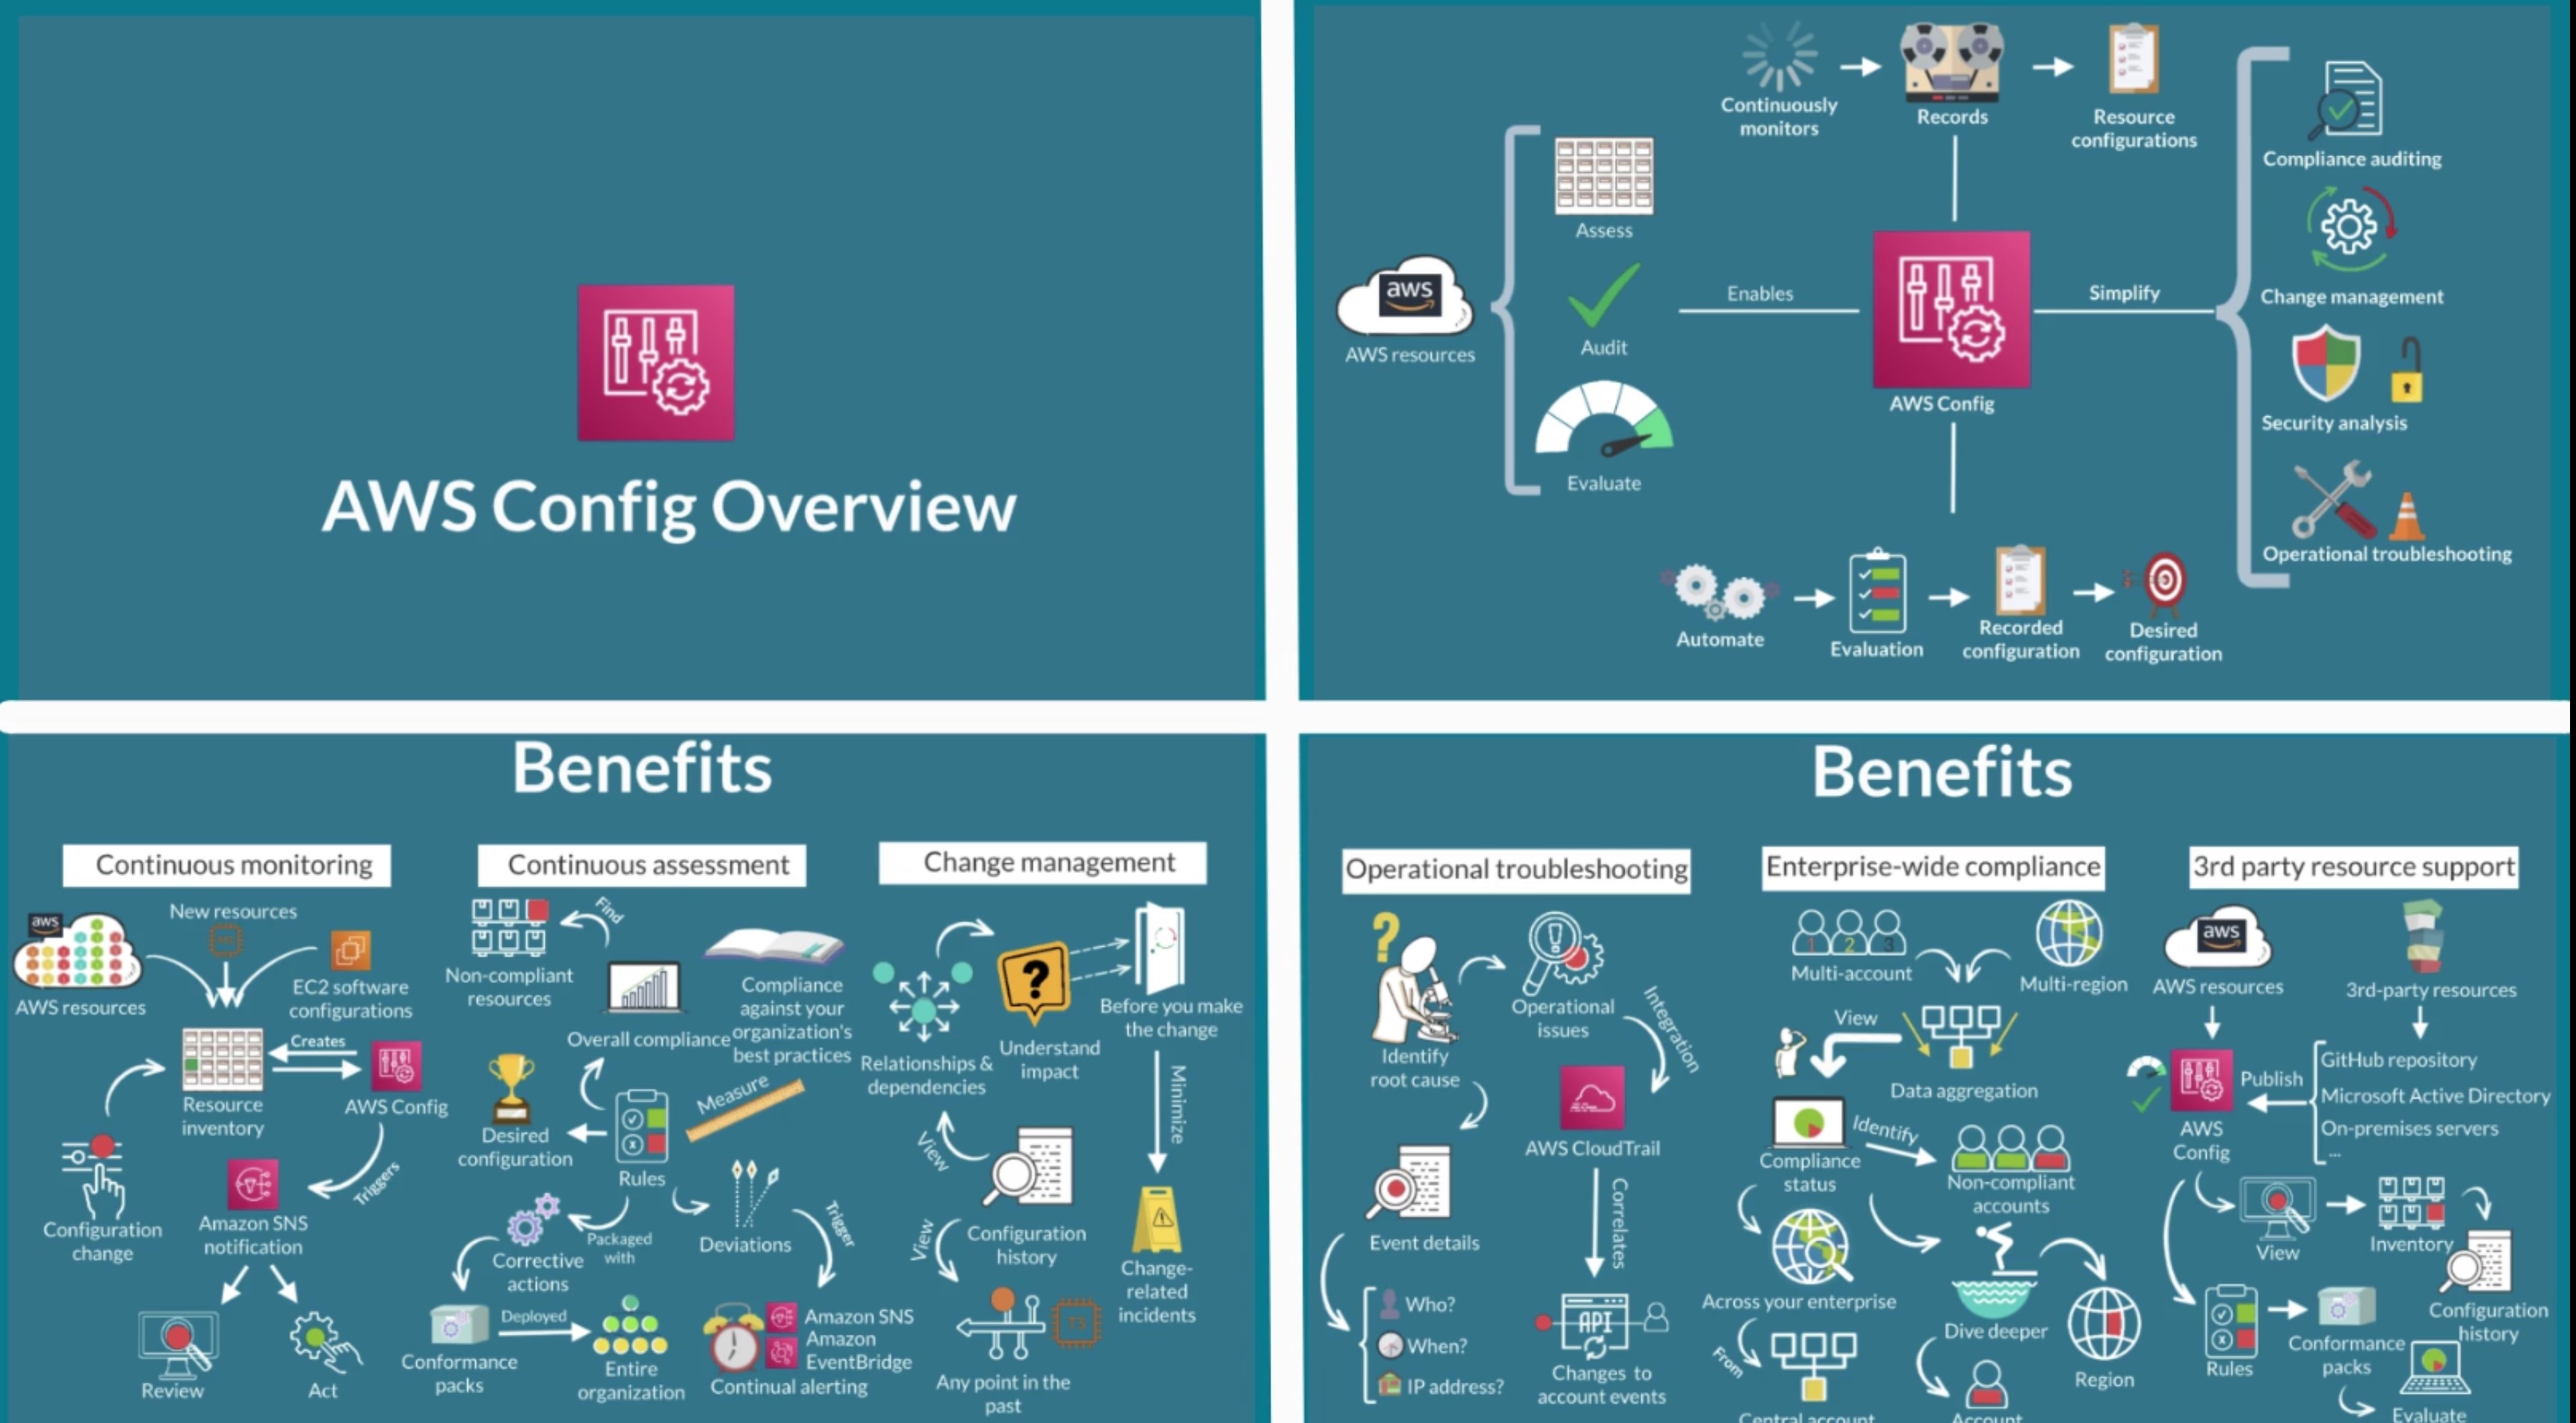 AWS Config Overview
Continuously
monitors
Records
Resource
configurations
aws
AWS resources
Assess
Audit
Evaluate
Enables
AWS Config
Simplify
Compliance auditing
Change management
Security analysis
Operational troubleshooting
Automate
Evaluation
Recorded
configuration
Desired
configuration
Benefits
Continuous monitoring
aws
AWS resources
New resources
EC2 software
configurations
Resource
inventory
Creates
AWS Config
Configuration
change
Triggers
Amazon SNS
notification
Review
Act
Continuous assessment
Find
Non-compliant
resources
Overall compliance
Compliance
against your
organization's
best practices
Desired
configuration
Measure
Rules
Corrective
actions
Packaged
with
Deviations
Trigger
Conformance
packs
Deployed
Entire
organization
Amazon SNS
Amazon
EventBridge
Continual alerting
Change management
Relationships &
dependencies
?
Understand
impact
Before you make
the change
Minimize
View
Configuration
history
View
Any point in the
past
Change-
related
incidents
Benefits
Operational troubleshooting
?
Identify
root cause
Operational
issues
Integration
AWS CloudTrail
Event details
Correlates
Who?
When?
IP address?
API
Changes to
account events
Enterprise-wide compliance
1 2 3
Multi-account
Multi-region
View
Data aggregation
Compliance
status
Identify
Non-compliant
accounts
Across your enterprise
From
Central account
Dive deeper
Account
Region
3rd party resource support
aws
AWS resources
3rd-party resources
AWS
Config
Publish
GitHub repository
Microsoft Active Directory
On-premises servers
...
View
Inventory
Configuration
history
Rules
Conformance
packs
Evaluate